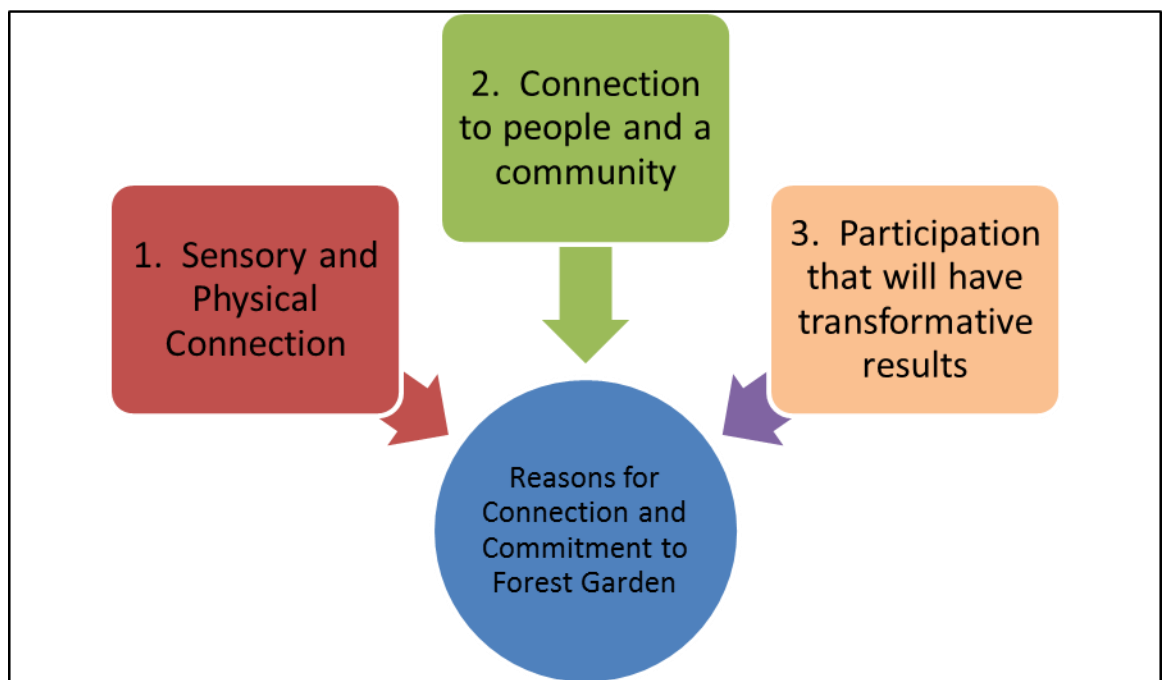 1. Sensory and
Physical
Connection
2. Connection
to people and a
community
3. Participation
that will have
transformative
results
Reasons for
Connection and
Commitment to
Forest Garden